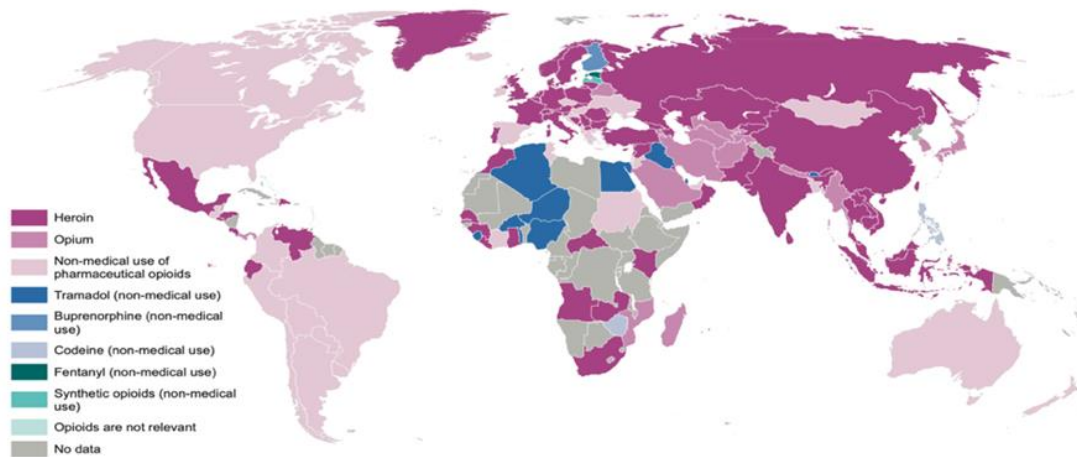 Heroin
Opium
Non-medical use of
pharmaceutical opioids
Tramadol (non-medical use)
Buprenorphine (non-medical
use)
Codeine (non-medical use)
Fentanyl (non-medical use)
Synthetic opioids (non-medical
use)
Opioids are not relevant
No data